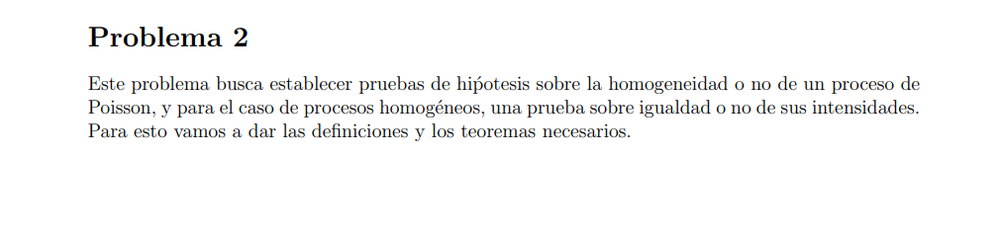 Problema 2
Este problema busca establecer pruebas de hiṕotesis sobre la homogeneidad o no de un proceso de
Poisson, y para el caso de procesos homogéneos, una prueba sobre igualdad o no de sus intensidades.
Para esto vamos a dar las definiciones y los teoremas necesarios.